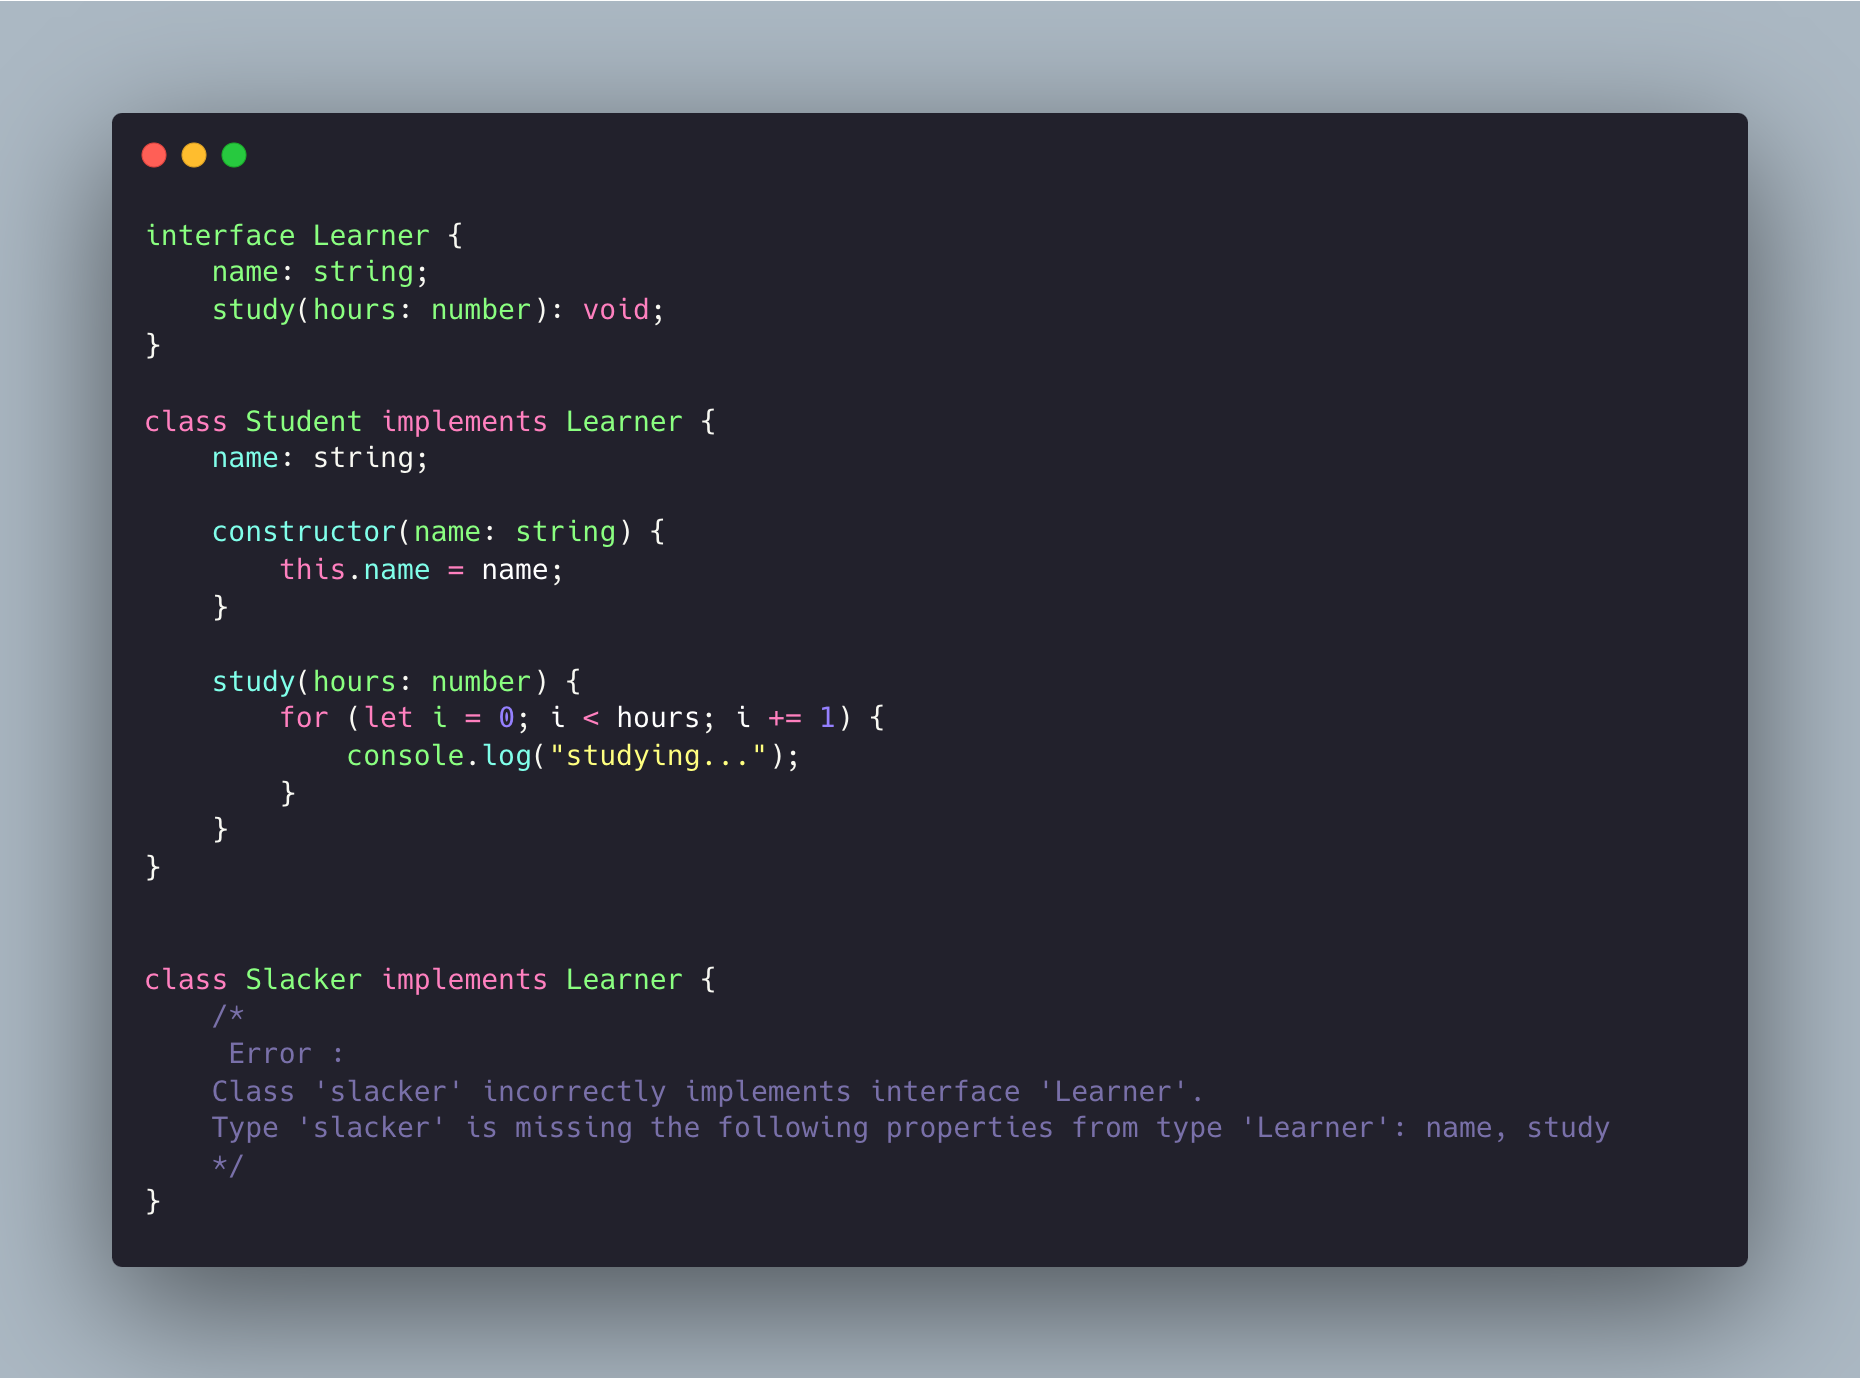 interface Learner {
    name: string;
    study(hours: number): void;
}

class Student implements Learner {
    name: string;

    constructor(name: string) {
        this.name = name;
    }

    study(hours: number) {
        for (let i = 0; i < hours; i += 1) {
            console.log("studying...");
        }
    }
}


class Slacker implements Learner {
    /*
     Error :
    Class 'slacker' incorrectly implements interface 'Learner'.
    Type 'slacker' is missing the following properties from type 'Learner': name, study
    */
}